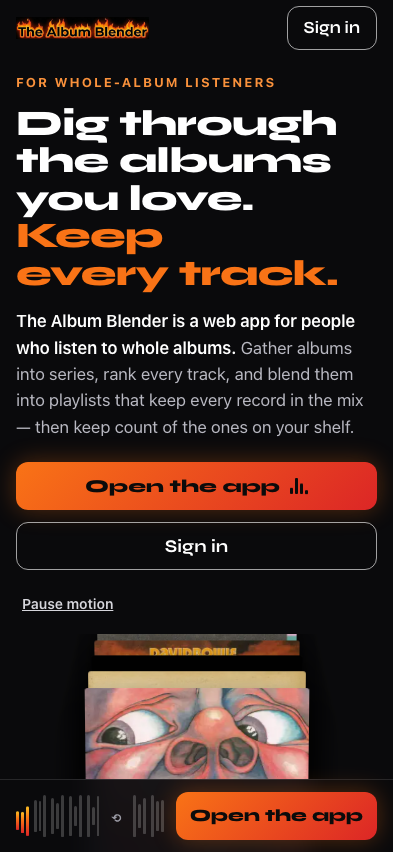 The Album Blender
Sign in
FOR WHOLE-ALBUM LISTENERS
Dig through
the albums
you love.
Keep
every track.
The Album Blender is a web app for people
who listen to whole albums. Gather albums
into series, rank every track, and blend them
into playlists that keep every record in the mix
— then keep count of the ones on your shelf.
Open the app
Sign in
Pause motion
DAVID BOWIE
Open the app